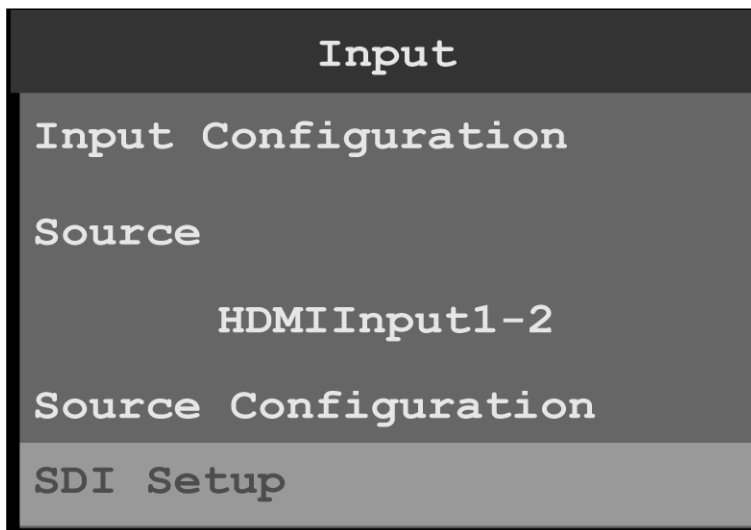 Input
Input Configuration
Source
HDMIInput1-2
Source Configuration
SDI Setup